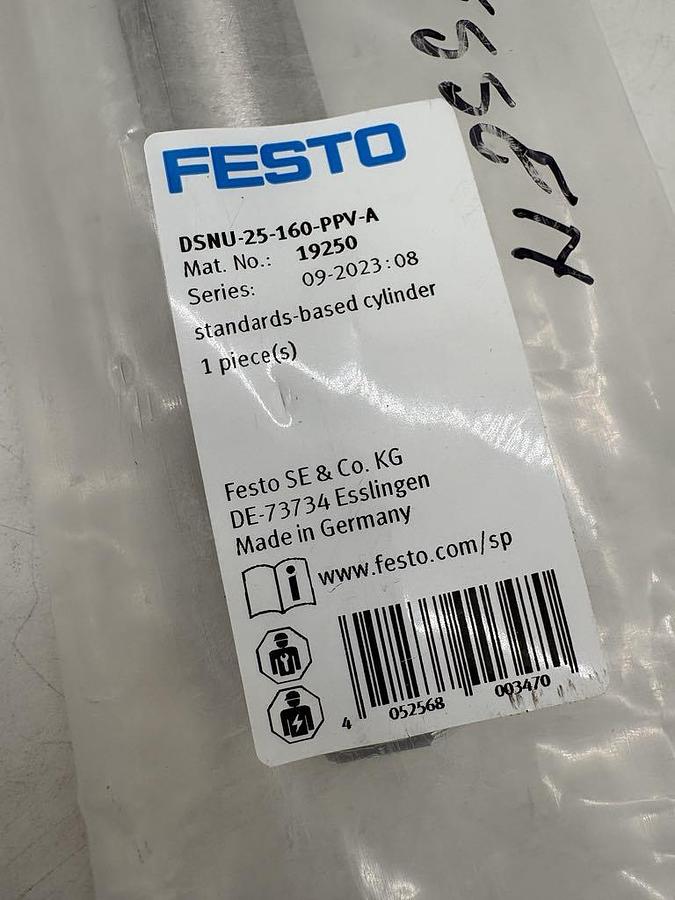 FESTO
DSNU-25-160-PPV-A
Mat. No.: 19250
Series: 09-2023:08
standards-based cylinder
1 piece(s)
Festo SE & Co. KG
DE-73734 Esslingen
Made in Germany
www.festo.com/sp
4 052568 003470